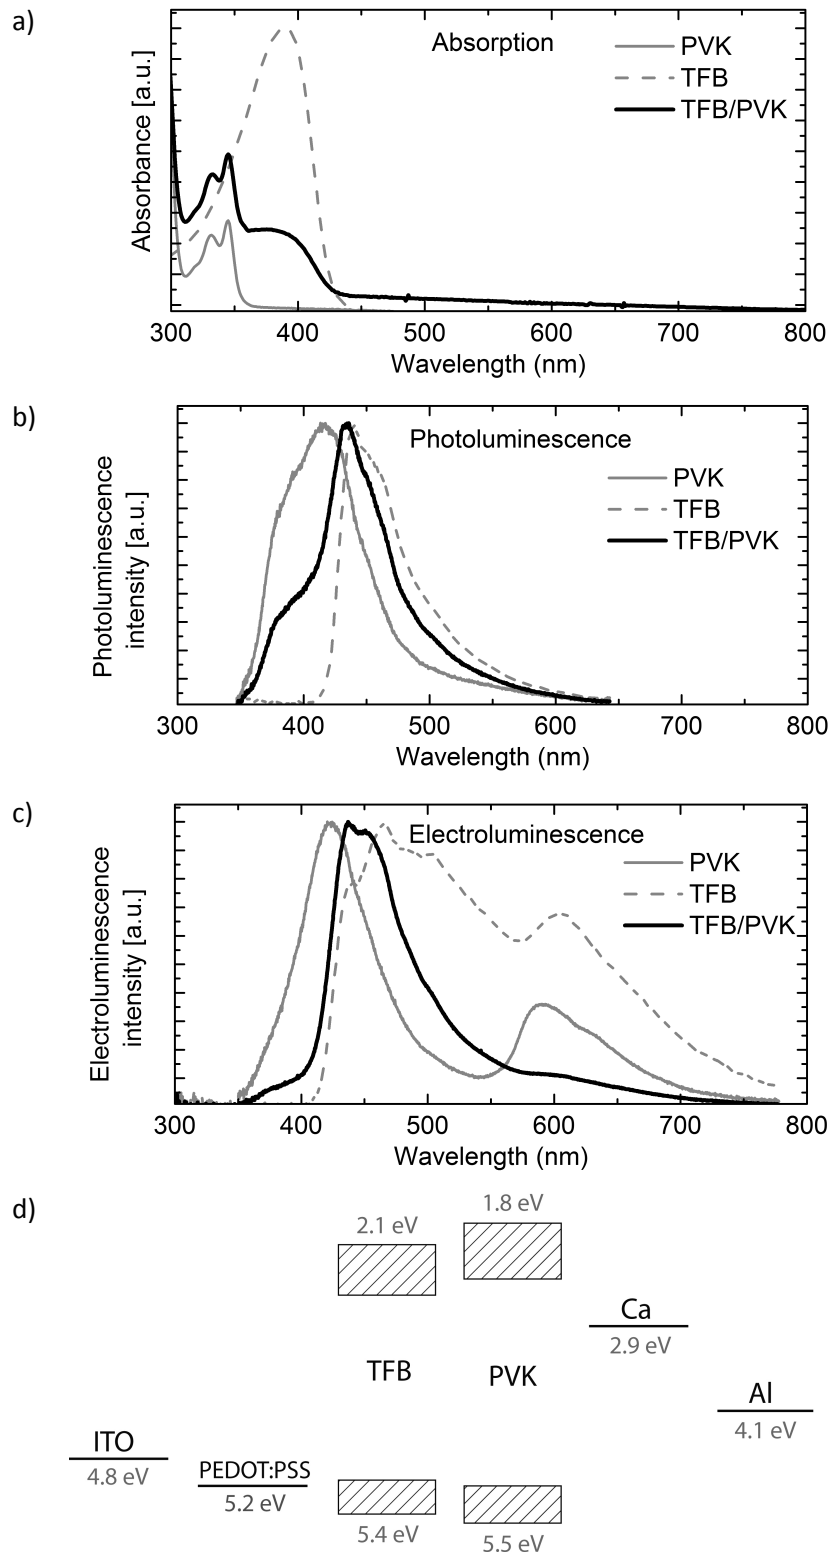 a)
Absorption
PVK
TFB
TFB/PVK
Absorbance [a.u.]
300 400 500 600 700 800
Wavelength (nm)
b)
Photoluminescence
PVK
TFB
TFB/PVK
Photoluminescence
intensity [a.u.]
300 400 500 600 700 800
Wavelength (nm)
c)
Electroluminescence
PVK
TFB
TFB/PVK
Electroluminescence
intensity [a.u.]
300 400 500 600 700 800
Wavelength (nm)
d)
2.1 eV
1.8 eV
TFB
PVK
Ca
2.9 eV
Al
4.1 eV
ITO
4.8 eV
PEDOT:PSS
5.2 eV
5.4 eV
5.5 eV